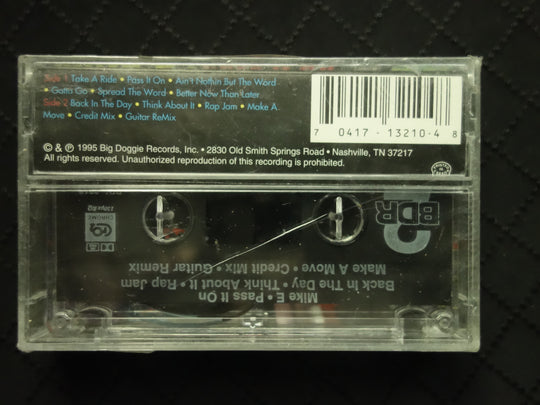 Side 1 Take A Ride • Pass It On • Ain't Nothin But The Word
• Gotta Go • Spread The Word • Better Now Than Later
Side 2 Back In The Day • Think About It • Rap Jam • Make A
Move • Credit Mix • Guitar ReMix
7 0417-13210-4 8
© & ℗ 1995 Big Doggie Records, Inc. • 2830 Old Smith Springs Road • Nashville, TN 37217
All rights reserved. Unauthorized reproduction of this recording is prohibited.
BDR
CHROME
Mike E Pass It On
Back In The Day • Think About It • Rap Jam
Make A Move • Credit Mix • Guitar Remix